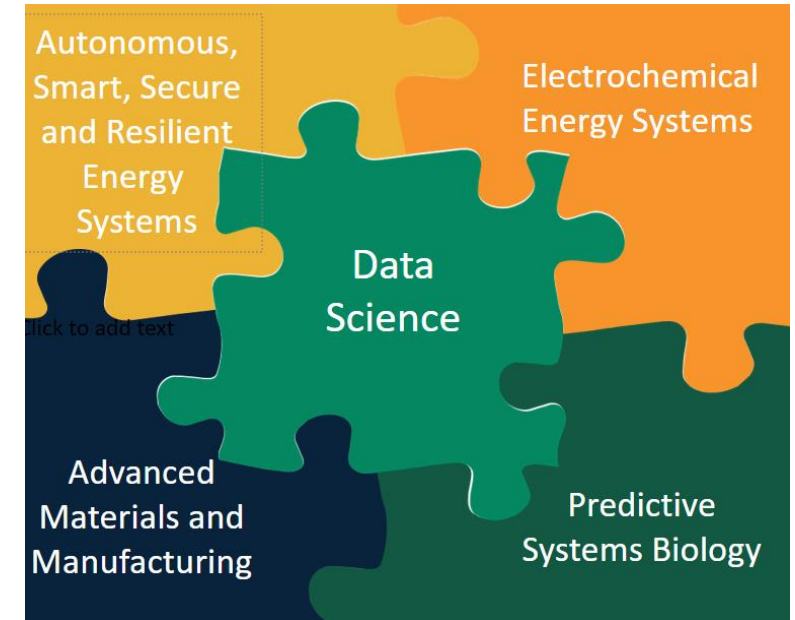 Autonomous,
Smart, Secure
and Resilient
Energy
Systems
Electrochemical
Energy Systems
Data
Science
Click to add text
Advanced
Materials and
Manufacturing
Predictive
Systems Biology